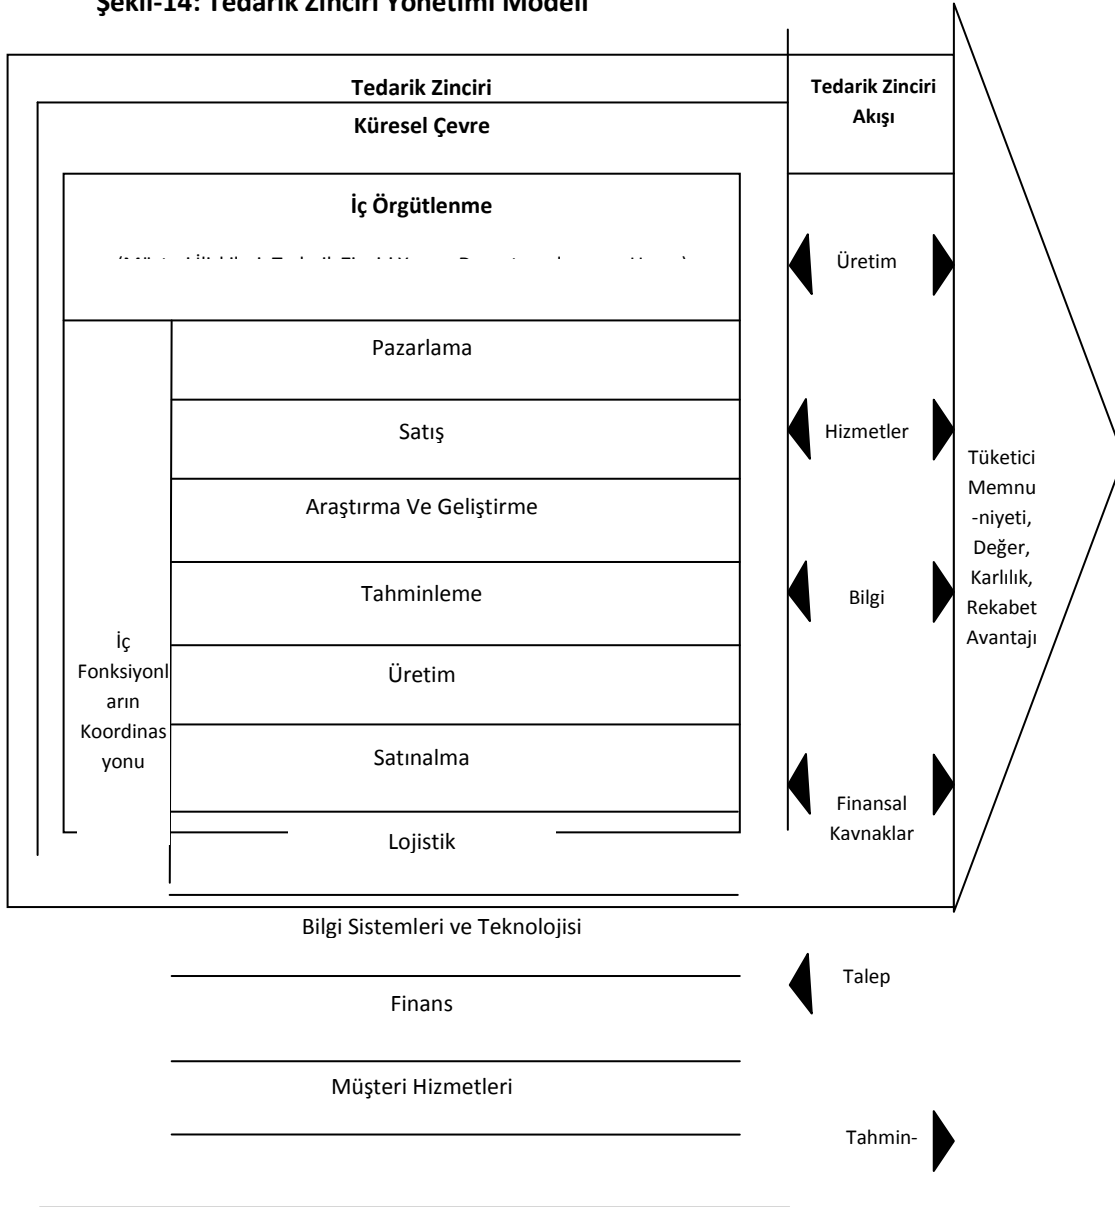 Şekil-14: Tedarik Zinciri Yönetimi Modeli
Tedarik Zinciri
Küresel Çevre
İç Örgütlenme
Pazarlama
Satış
Araştırma Ve Geliştirme
Tahminleme
Üretim
Satınalma
Lojistik
Bilgi Sistemleri ve Teknolojisi
Finans
Müşteri Hizmetleri
İç
Fonksiyonl
arın
Koordinas
yonu
Tedarik Zinciri
Akışı
Üretim
Hizmetler
Bilgi
Finansal
Kavnaklar
Talep
Tahmin-
Tüketici
Memnu
-niyeti,
Değer,
Karlılık,
Rekabet
Avantajı